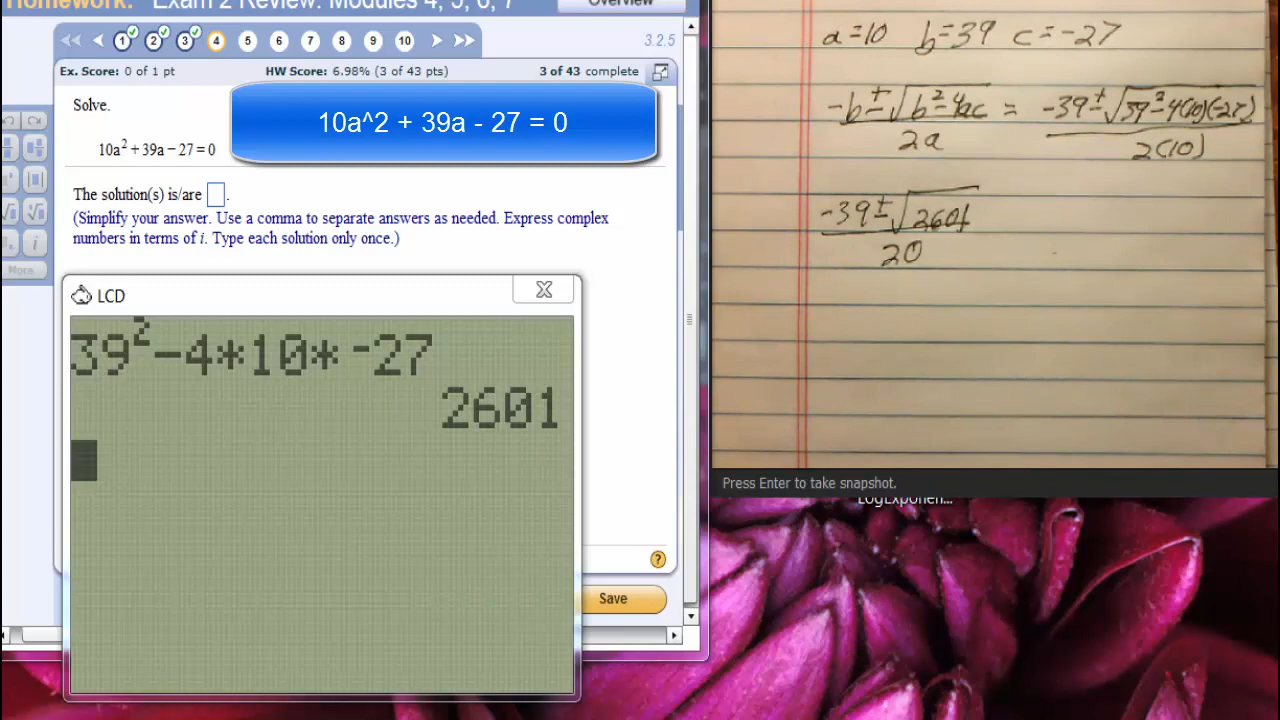 Homework: Exam 2 Review: Modules 4, 5, 6, 7
Overview
1 2 3 4 5 6 7 8 9 10
3.2.5
Ex. Score: 0 of 1 pt
HW Score: 6.98% (3 of 43 pts)
3 of 43 complete
Solve.
10a^2 + 39a - 27 = 0
10a² + 39a − 27 = 0
The solution(s) is/are .
(Simplify your answer. Use a comma to separate answers as needed. Express complex
numbers in terms of i. Type each solution only once.)
More
LCD
39²-4*10*-27
2601
?
Save
a=10 b=39 c=-27
-b±√b²-4ac / 2a = -39±√39²-4(10)(-27) / 2(10)
-39±√2601 / 20
Press Enter to take snapshot.
LogExponen...